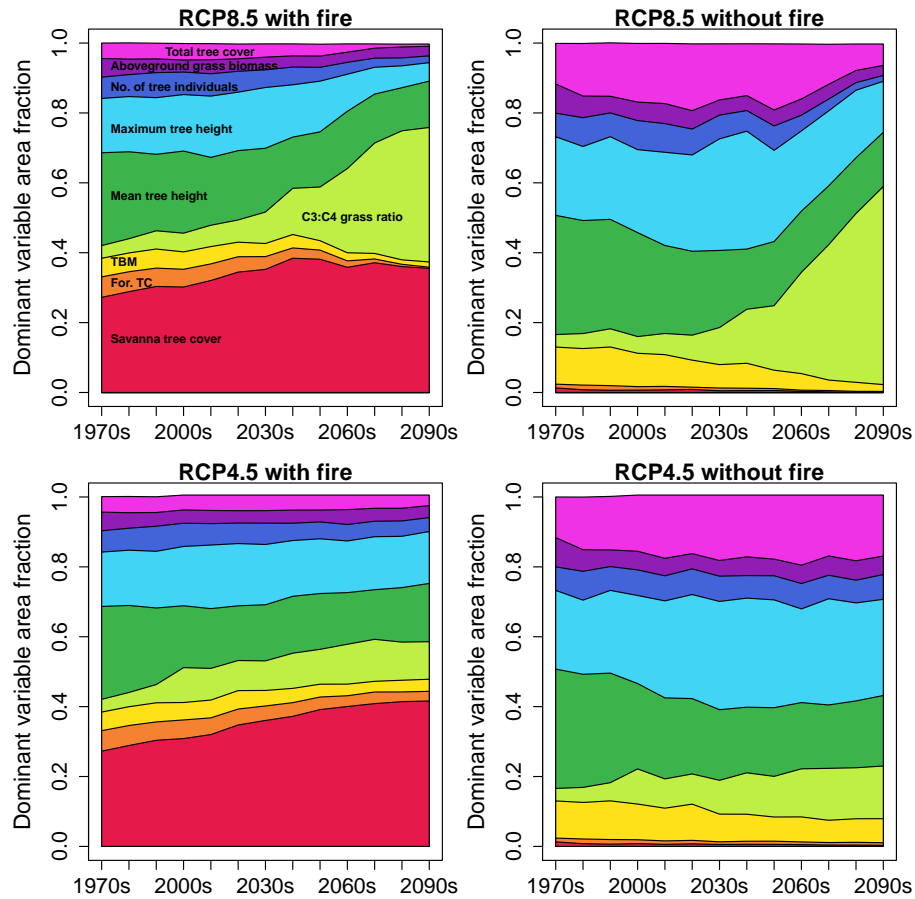 RCP8.5 with fire
RCP8.5 without fire
Dominant variable area fraction
0.0 0.2 0.4 0.6 0.8 1.0
Total tree cover
Aboveground grass biomass
No. of tree individuals
Maximum tree height
Mean tree height
C3:C4 grass ratio
TBM
For. TC
Savanna tree cover
1970s 2000s 2030s 2060s 2090s
Dominant variable area fraction
0.0 0.2 0.4 0.6 0.8 1.0
1970s 2000s 2030s 2060s 2090s
RCP4.5 with fire
RCP4.5 without fire
Dominant variable area fraction
0.0 0.2 0.4 0.6 0.8 1.0
1970s 2000s 2030s 2060s 2090s
Dominant variable area fraction
0.0 0.2 0.4 0.6 0.8 1.0
1970s 2000s 2030s 2060s 2090s